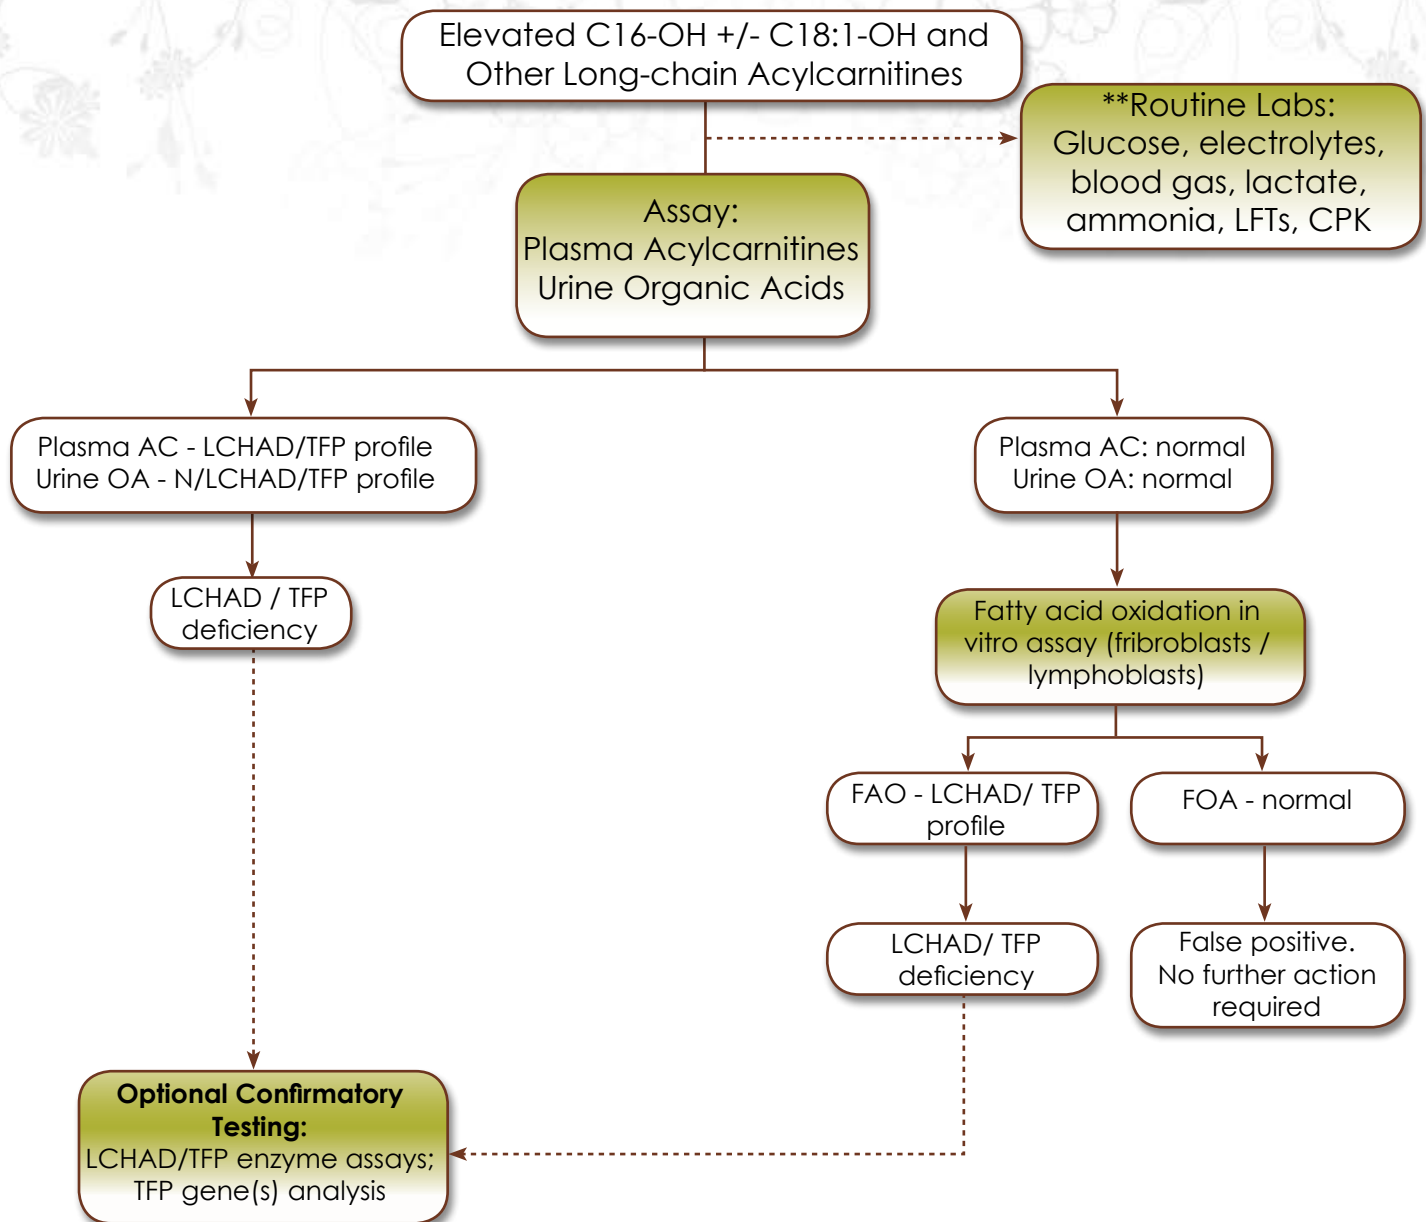 Elevated C16-OH +/- C18:1-OH and
Other Long-chain Acylcarnitines
**Routine Labs:
Glucose, electrolytes,
blood gas, lactate,
ammonia, LFTs, CPK
Assay:
Plasma Acylcarnitines
Urine Organic Acids
Plasma AC - LCHAD/TFP profile
Urine OA - N/LCHAD/TFP profile
Plasma AC: normal
Urine OA: normal
LCHAD / TFP
deficiency
Fatty acid oxidation in
vitro assay (fribroblasts /
lymphoblasts)
FAO - LCHAD/ TFP
profile
FOA - normal
LCHAD/ TFP
deficiency
False positive.
No further action
required
Optional Confirmatory
Testing:
LCHAD/TFP enzyme assays;
TFP gene(s) analysis